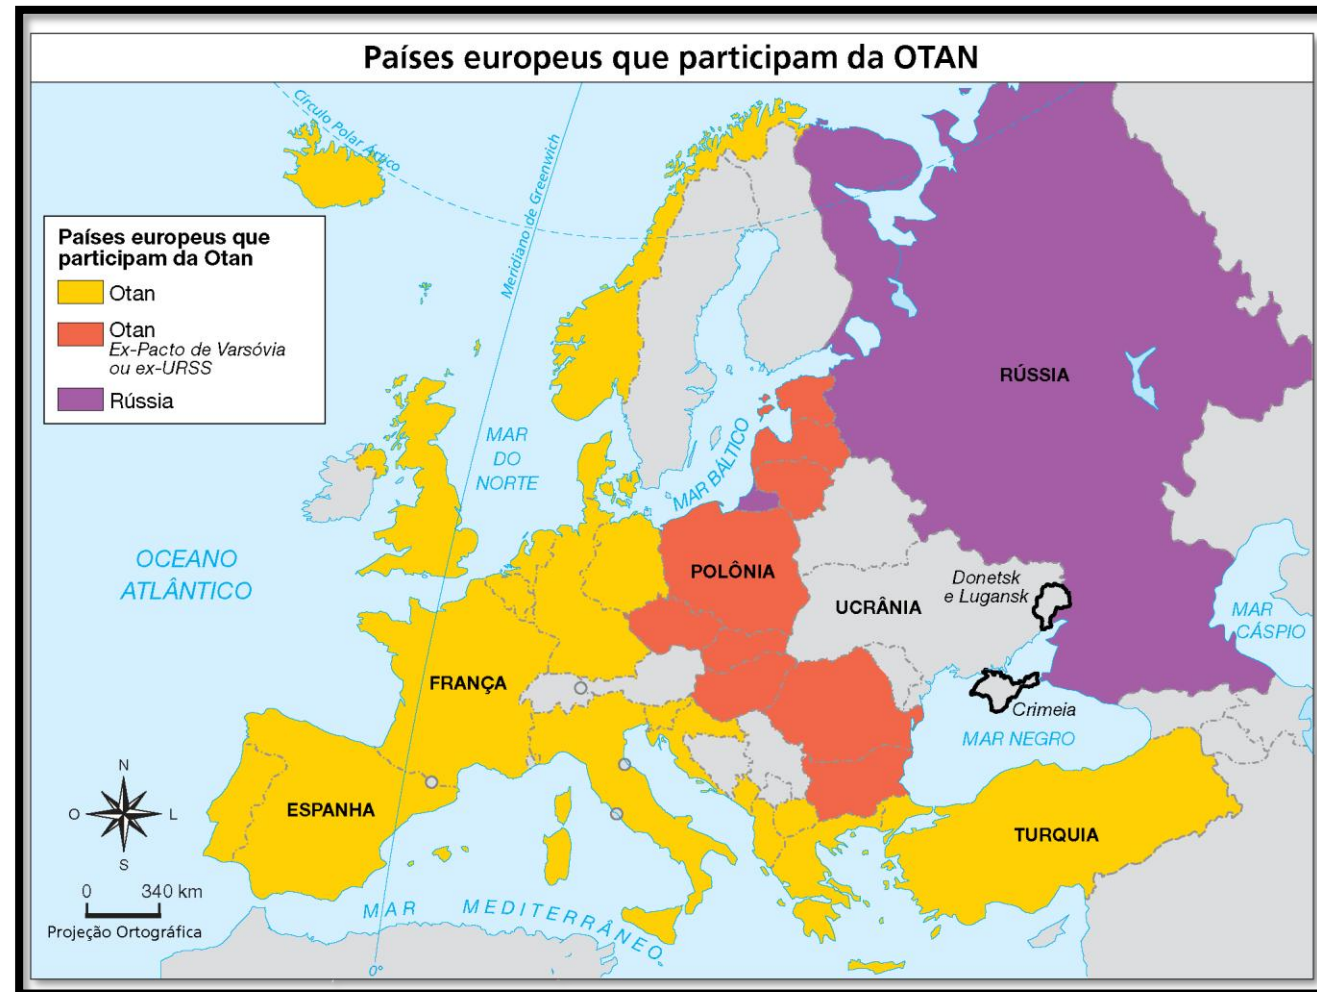 Países europeus que participam da OTAN
Círculo Polar Ártico
Meridiano de Greenwich
Países europeus que
participam da Otan
Otan
Otan
Ex-Pacto de Varsóvia
ou ex-URSS
Rússia
RÚSSIA
MAR
DO
NORTE
MAR BÁLTICO
OCEANO
ATLÂNTICO
POLÔNIA
UCRÂNIA
Donetsk
e Lugansk
MAR
CÁSPIO
FRANÇA
Crimeia
MAR NEGRO
ESPANHA
TURQUIA
N
O
L
S
0 340 km
Projeção Ortográfica
MAR MEDITERRÂNEO
0°